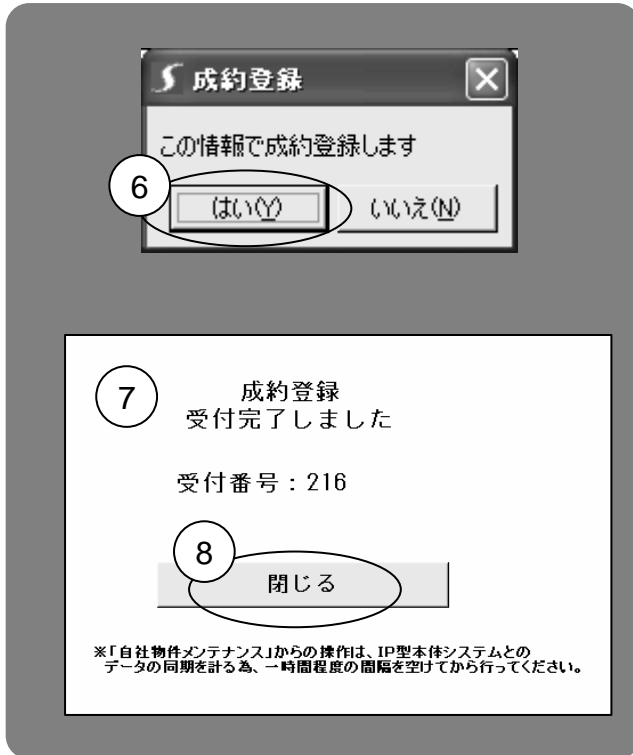 成約登録
この情報で成約登録します
6
はい(Y) いいえ(N)
7
成約登録
受付完了しました
受付番号：216
8
閉じる
※「自社物件メンテナンス」からの操作は、IP型本体システムとの
データの同期を計る為、一時間程度の間隔を空けてから行ってください。